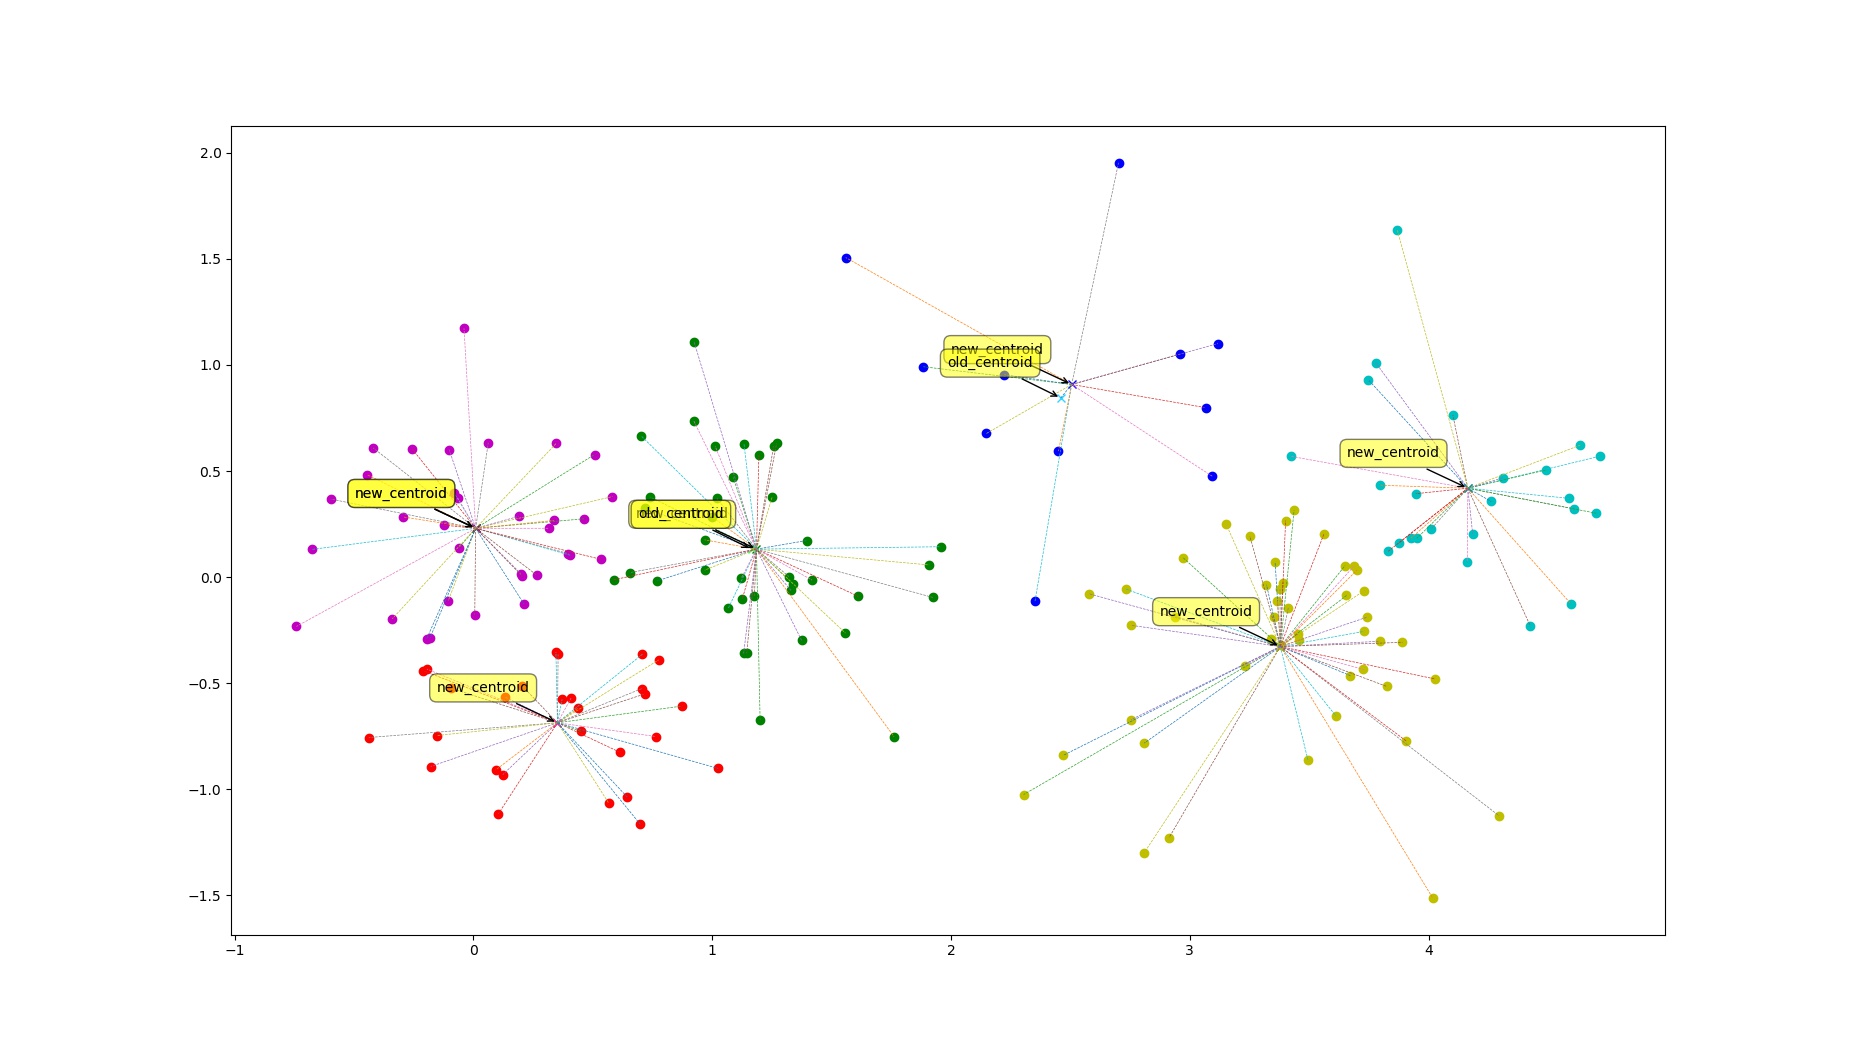 2.0
1.5
new_centroid
1.0
old_centroid
new_centroid
0.5
new_centroid
new_centroid
old_centroid
0.0
new_centroid
new_centroid
−0.5
−1.0
−1.5
−1 0 1 2 3 4